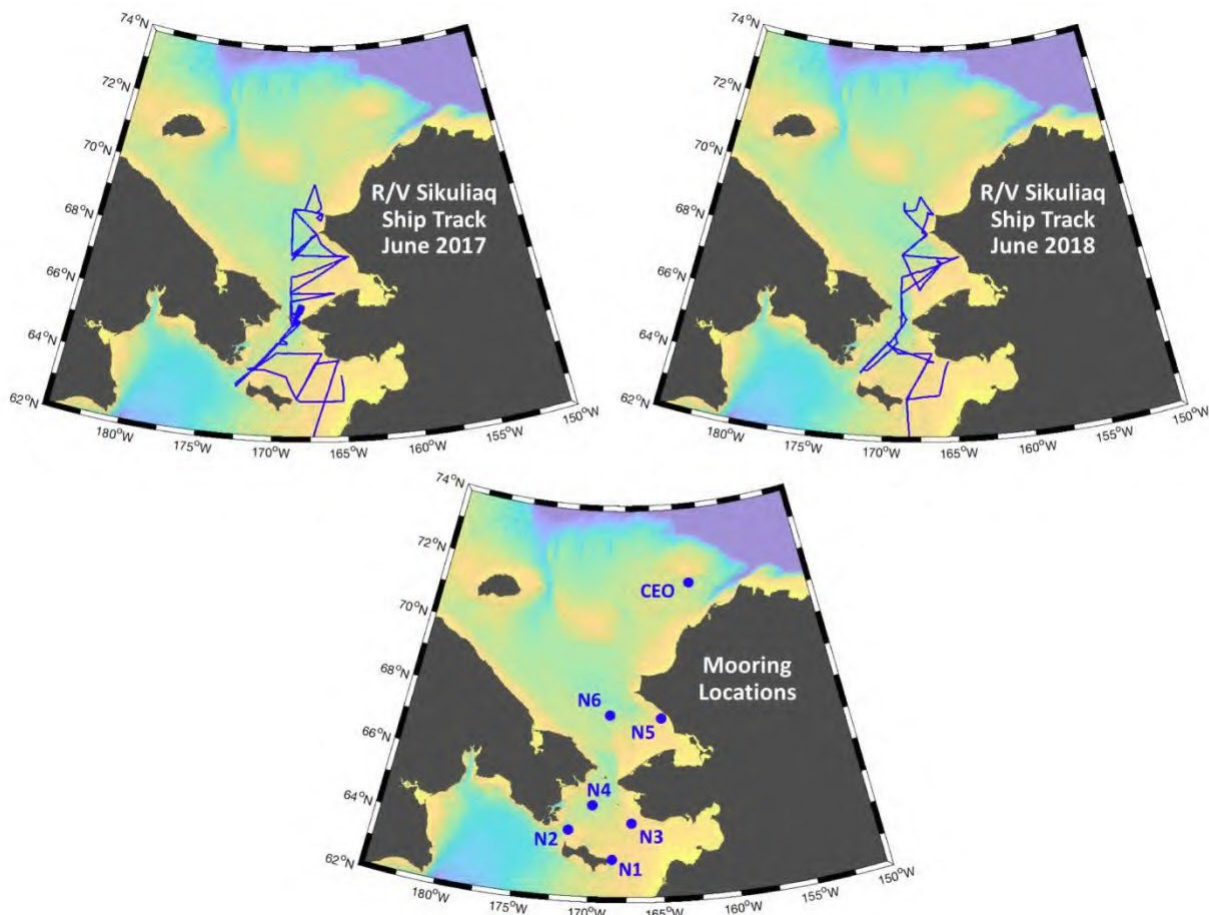 74°N
72°N
70°N
68°N
66°N
64°N
62°N
180°W
175°W
170°W
165°W
160°W
155°W
150°W
R/V Sikuliaq
Ship Track
June 2017
74°N
72°N
70°N
68°N
66°N
64°N
62°N
180°W
175°W
170°W
165°W
160°W
155°W
150°W
R/V Sikuliaq
Ship Track
June 2018
74°N
72°N
70°N
68°N
66°N
64°N
62°N
180°W
175°W
170°W
165°W
160°W
155°W
150°W
CEO
Mooring
Locations
N6
N5
N4
N2
N3
N1